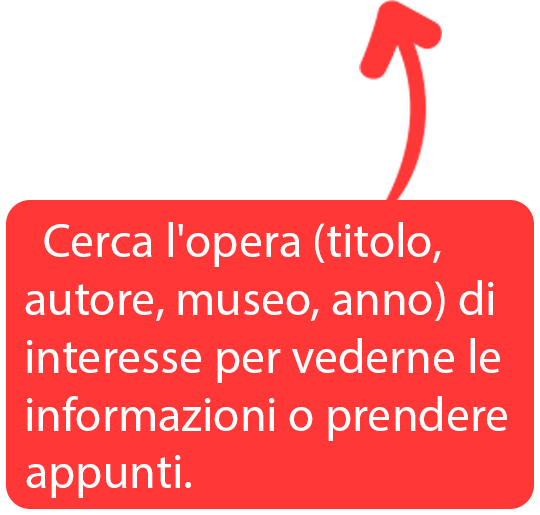 Cerca l'opera (titolo,
autore, museo, anno) di
interesse per vederne le
informazioni o prendere
appunti.